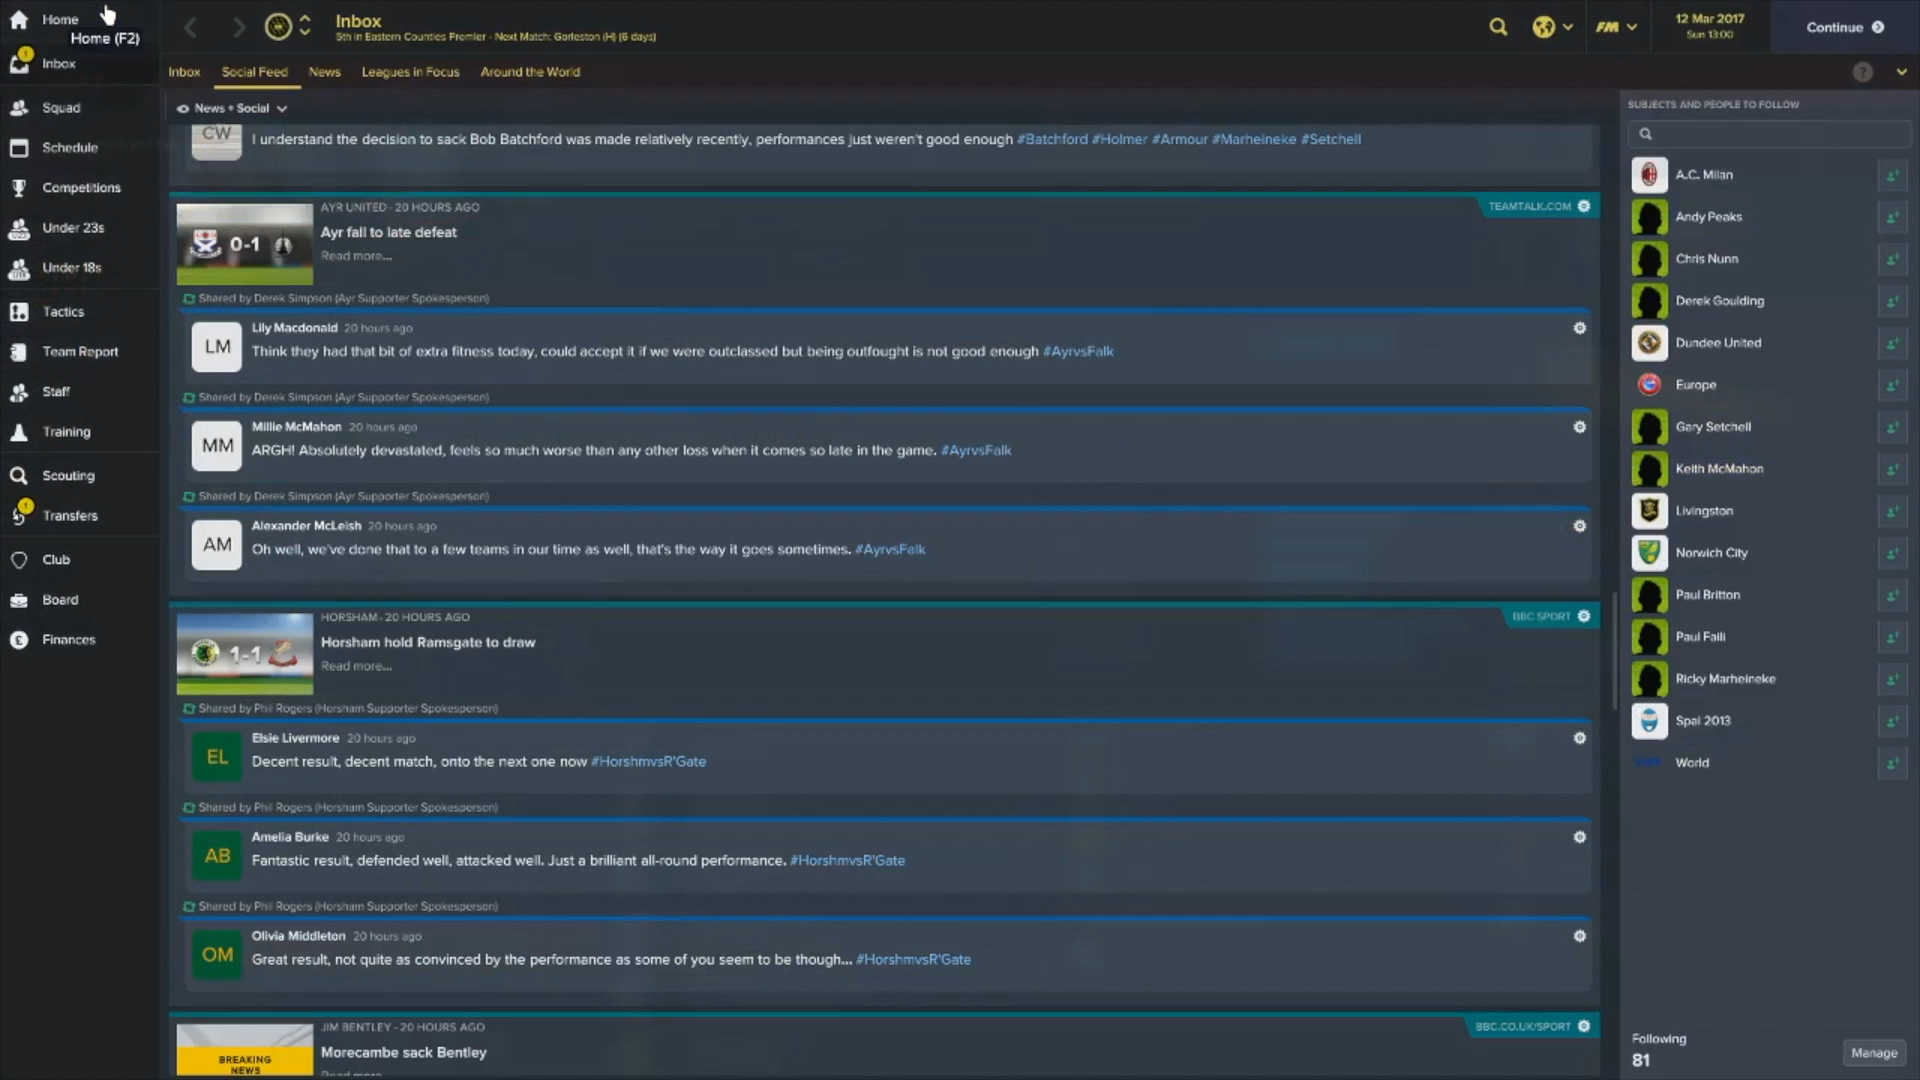 Home
Home (F2)
Inbox
Squad
Schedule
Competitions
Under 23s
Under 18s
Tactics
Team Report
Staff
Training
Scouting
Transfers
Club
Board
Finances
Inbox
5th in Eastern Counties Premier - Next Match: Gorleston (H) (6 days)
FM
12 Mar 2017
Sun 13:00
Continue
Inbox
Social Feed
News
Leagues in Focus
Around the World
News + Social
CW
I understand the decision to sack Bob Batchford was made relatively recently, performances just weren't good enough #Batchford #Holmer #Armour #Marheineke #Setchell
AYR UNITED - 20 HOURS AGO
TEAMTALK.COM
0-1
Ayr fall to late defeat
Read more...
Shared by Derek Simpson (Ayr Supporter Spokesperson)
LM
Lily Macdonald 20 hours ago
Think they had that bit of extra fitness today, could accept it if we were outclassed but being outfought is not good enough #AyrvsFalk
Shared by Derek Simpson (Ayr Supporter Spokesperson)
MM
Millie McMahon 20 hours ago
ARGH! Absolutely devastated, feels so much worse than any other loss when it comes so late in the game. #AyrvsFalk
Shared by Derek Simpson (Ayr Supporter Spokesperson)
AM
Alexander McLeish 20 hours ago
Oh well, we've done that to a few teams in our time as well, that's the way it goes sometimes. #AyrvsFalk
HORSHAM - 20 HOURS AGO
BBC SPORT
1-1
Horsham hold Ramsgate to draw
Read more...
Shared by Phil Rogers (Horsham Supporter Spokesperson)
EL
Elsie Livermore 20 hours ago
Decent result, decent match, onto the next one now #HorshmvsR'Gate
Shared by Phil Rogers (Horsham Supporter Spokesperson)
AB
Amelia Burke 20 hours ago
Fantastic result, defended well, attacked well. Just a brilliant all-round performance. #HorshmvsR'Gate
Shared by Phil Rogers (Horsham Supporter Spokesperson)
OM
Olivia Middleton 20 hours ago
Great result, not quite as convinced by the performance as some of you seem to be though... #HorshmvsR'Gate
JIM BENTLEY - 20 HOURS AGO
BBC.CO.UK/SPORT
BREAKING
NEWS
Morecambe sack Bentley
Read more...
SUBJECTS AND PEOPLE TO FOLLOW
A.C. Milan
Andy Peaks
Chris Nunn
Derek Goulding
Dundee United
Europe
Gary Setchell
Keith McMahon
Livingston
Norwich City
Paul Britton
Paul Faili
Ricky Marheineke
Spal 2013
World
Following
81
Manage